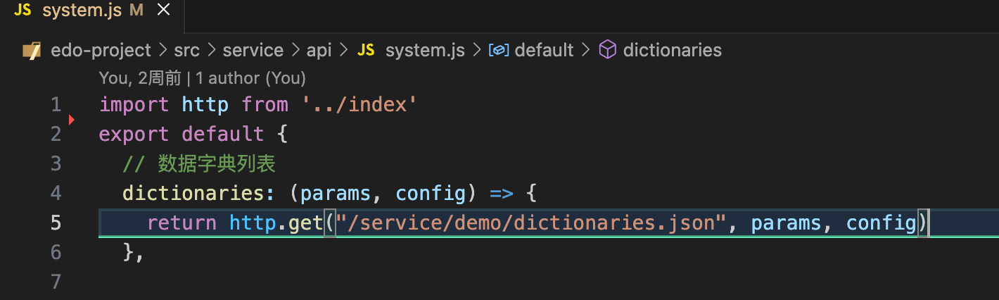 JS system.js M ×
edo-project > src > service > api > JS system.js > default > dictionaries
You, 2周前 | 1 author (You)
1 import http from '../index'
2 export default {
3   // 数据字典列表
4   dictionaries: (params, config) => {
5     return http.get("/service/demo/dictionaries.json", params, config)
6   },
7